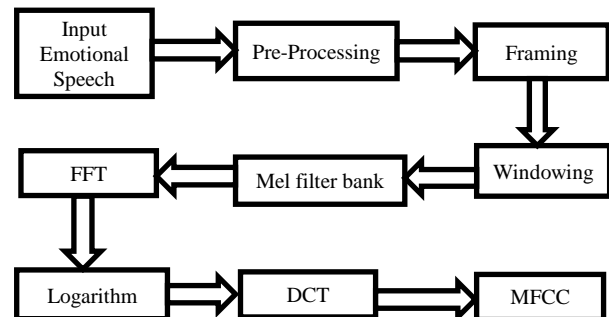 Input
Emotional
Speech
Pre-Processing
Framing
Windowing
Mel filter bank
FFT
Logarithm
DCT
MFCC